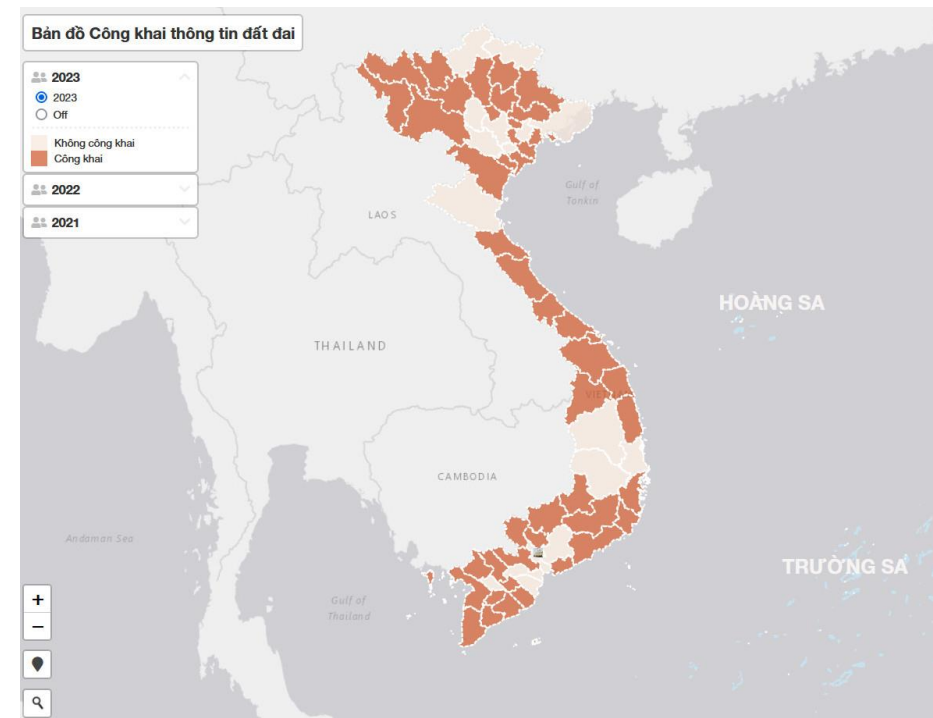 Bản đồ Công khai thông tin đất đai
2023
2023
Off
Không công khai
Công khai
2022
2021
LAOS
Gulf of
Tonkin
HOÀNG SA
THAILAND
CAMBODIA
Andaman Sea
TRƯỜNG SA
Gulf of
Thailand
+
−